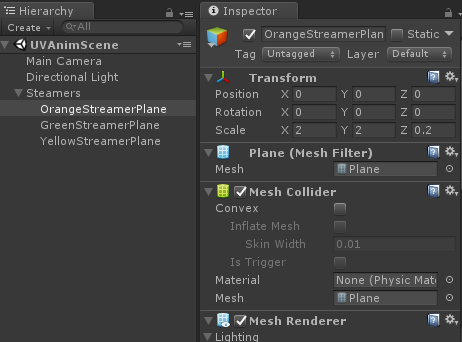 Hierarchy
Create All
UVAnimScene
Main Camera
Directional Light
Steamers
OrangeStreamerPlane
GreenStreamerPlane
YellowStreamerPlane
Inspector
OrangeStreamerPlan Static
Tag Untagged Layer Default
Transform
Position X 0 Y 0 Z 0
Rotation X 0 Y 0 Z 0
Scale X 2 Y 2 Z 0.2
Plane (Mesh Filter)
Mesh Plane
Mesh Collider
Convex
Inflate Mesh
Skin Width 0.01
Is Trigger
Material None (Physic Mate
Mesh Plane
Mesh Renderer
Lighting